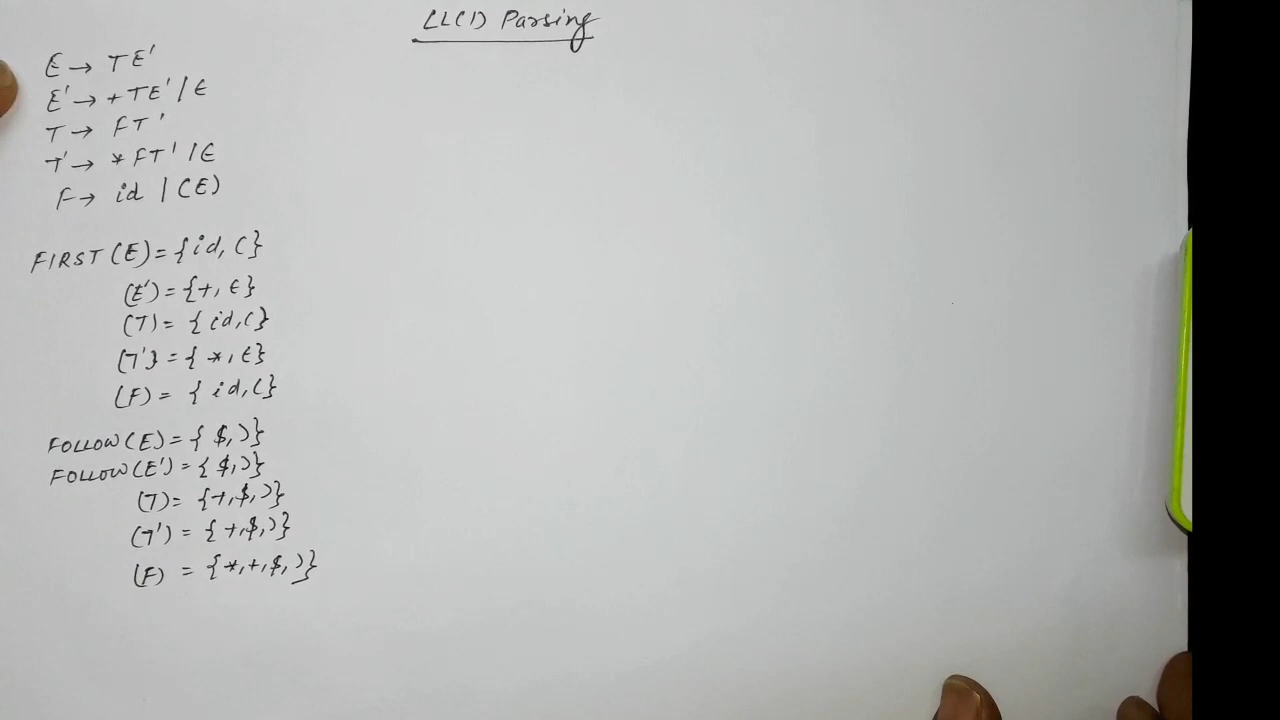 LL(1) Parsing
E → TE'
E' → +TE' / ε
T → FT'
T' → *FT' / ε
F → id | (E)
FIRST(E) = {id, (}
(E') = {+, ε}
(T) = {id, (}
(T') = {*, ε}
(F) = {id, (}
FOLLOW(E) = {$, )}
FOLLOW(E') = {$, )}
(T) = {+, $, )}
(T') = {+, $, )}
(F) = {*, +, $, )}